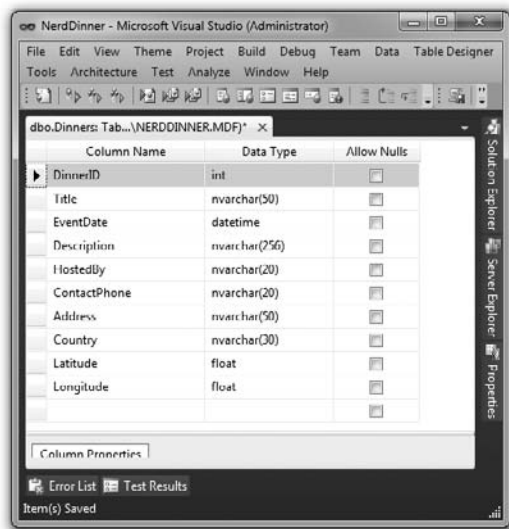 NerdDinner - Microsoft Visual Studio (Administrator)
File Edit View Theme Project Build Debug Team Data Table Designer
Tools Architecture Test Analyze Window Help
dbo.Dinners: Tab...\NERDDINNER.MDF)*
Column Name Data Type Allow Nulls
DinnerID int
Title nvarchar(50)
EventDate datetime
Description nvarchar(256)
HostedBy nvarchar(20)
ContactPhone nvarchar(20)
Address nvarchar(50)
Country nvarchar(30)
Latitude float
Longitude float
Column Properties
Error List Test Results
Item(s) Saved
Solution Explorer
Server Explorer
Properties